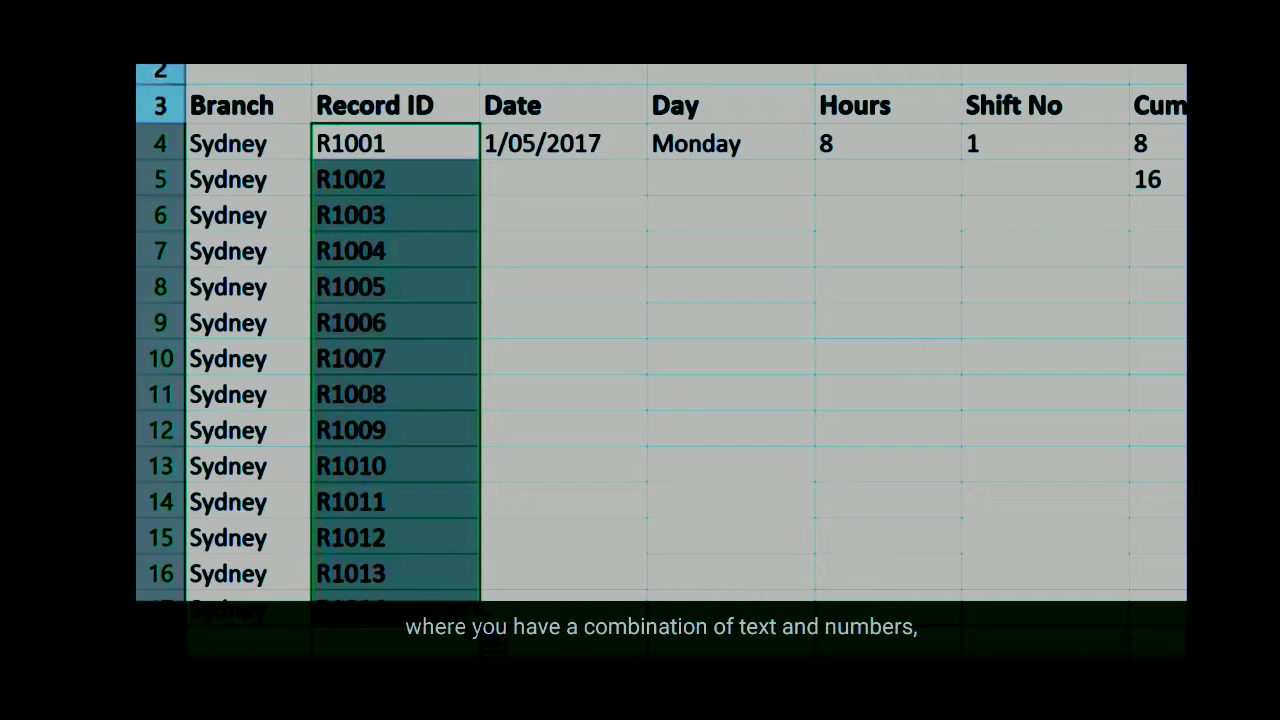 2
3 Branch Record ID Date Day Hours Shift No Cum
4 Sydney R1001 1/05/2017 Monday 8 1 8
5 Sydney R1002 16
6 Sydney R1003
7 Sydney R1004
8 Sydney R1005
9 Sydney R1006
10 Sydney R1007
11 Sydney R1008
12 Sydney R1009
13 Sydney R1010
14 Sydney R1011
15 Sydney R1012
16 Sydney R1013
Sydney
where you have a combination of text and numbers,